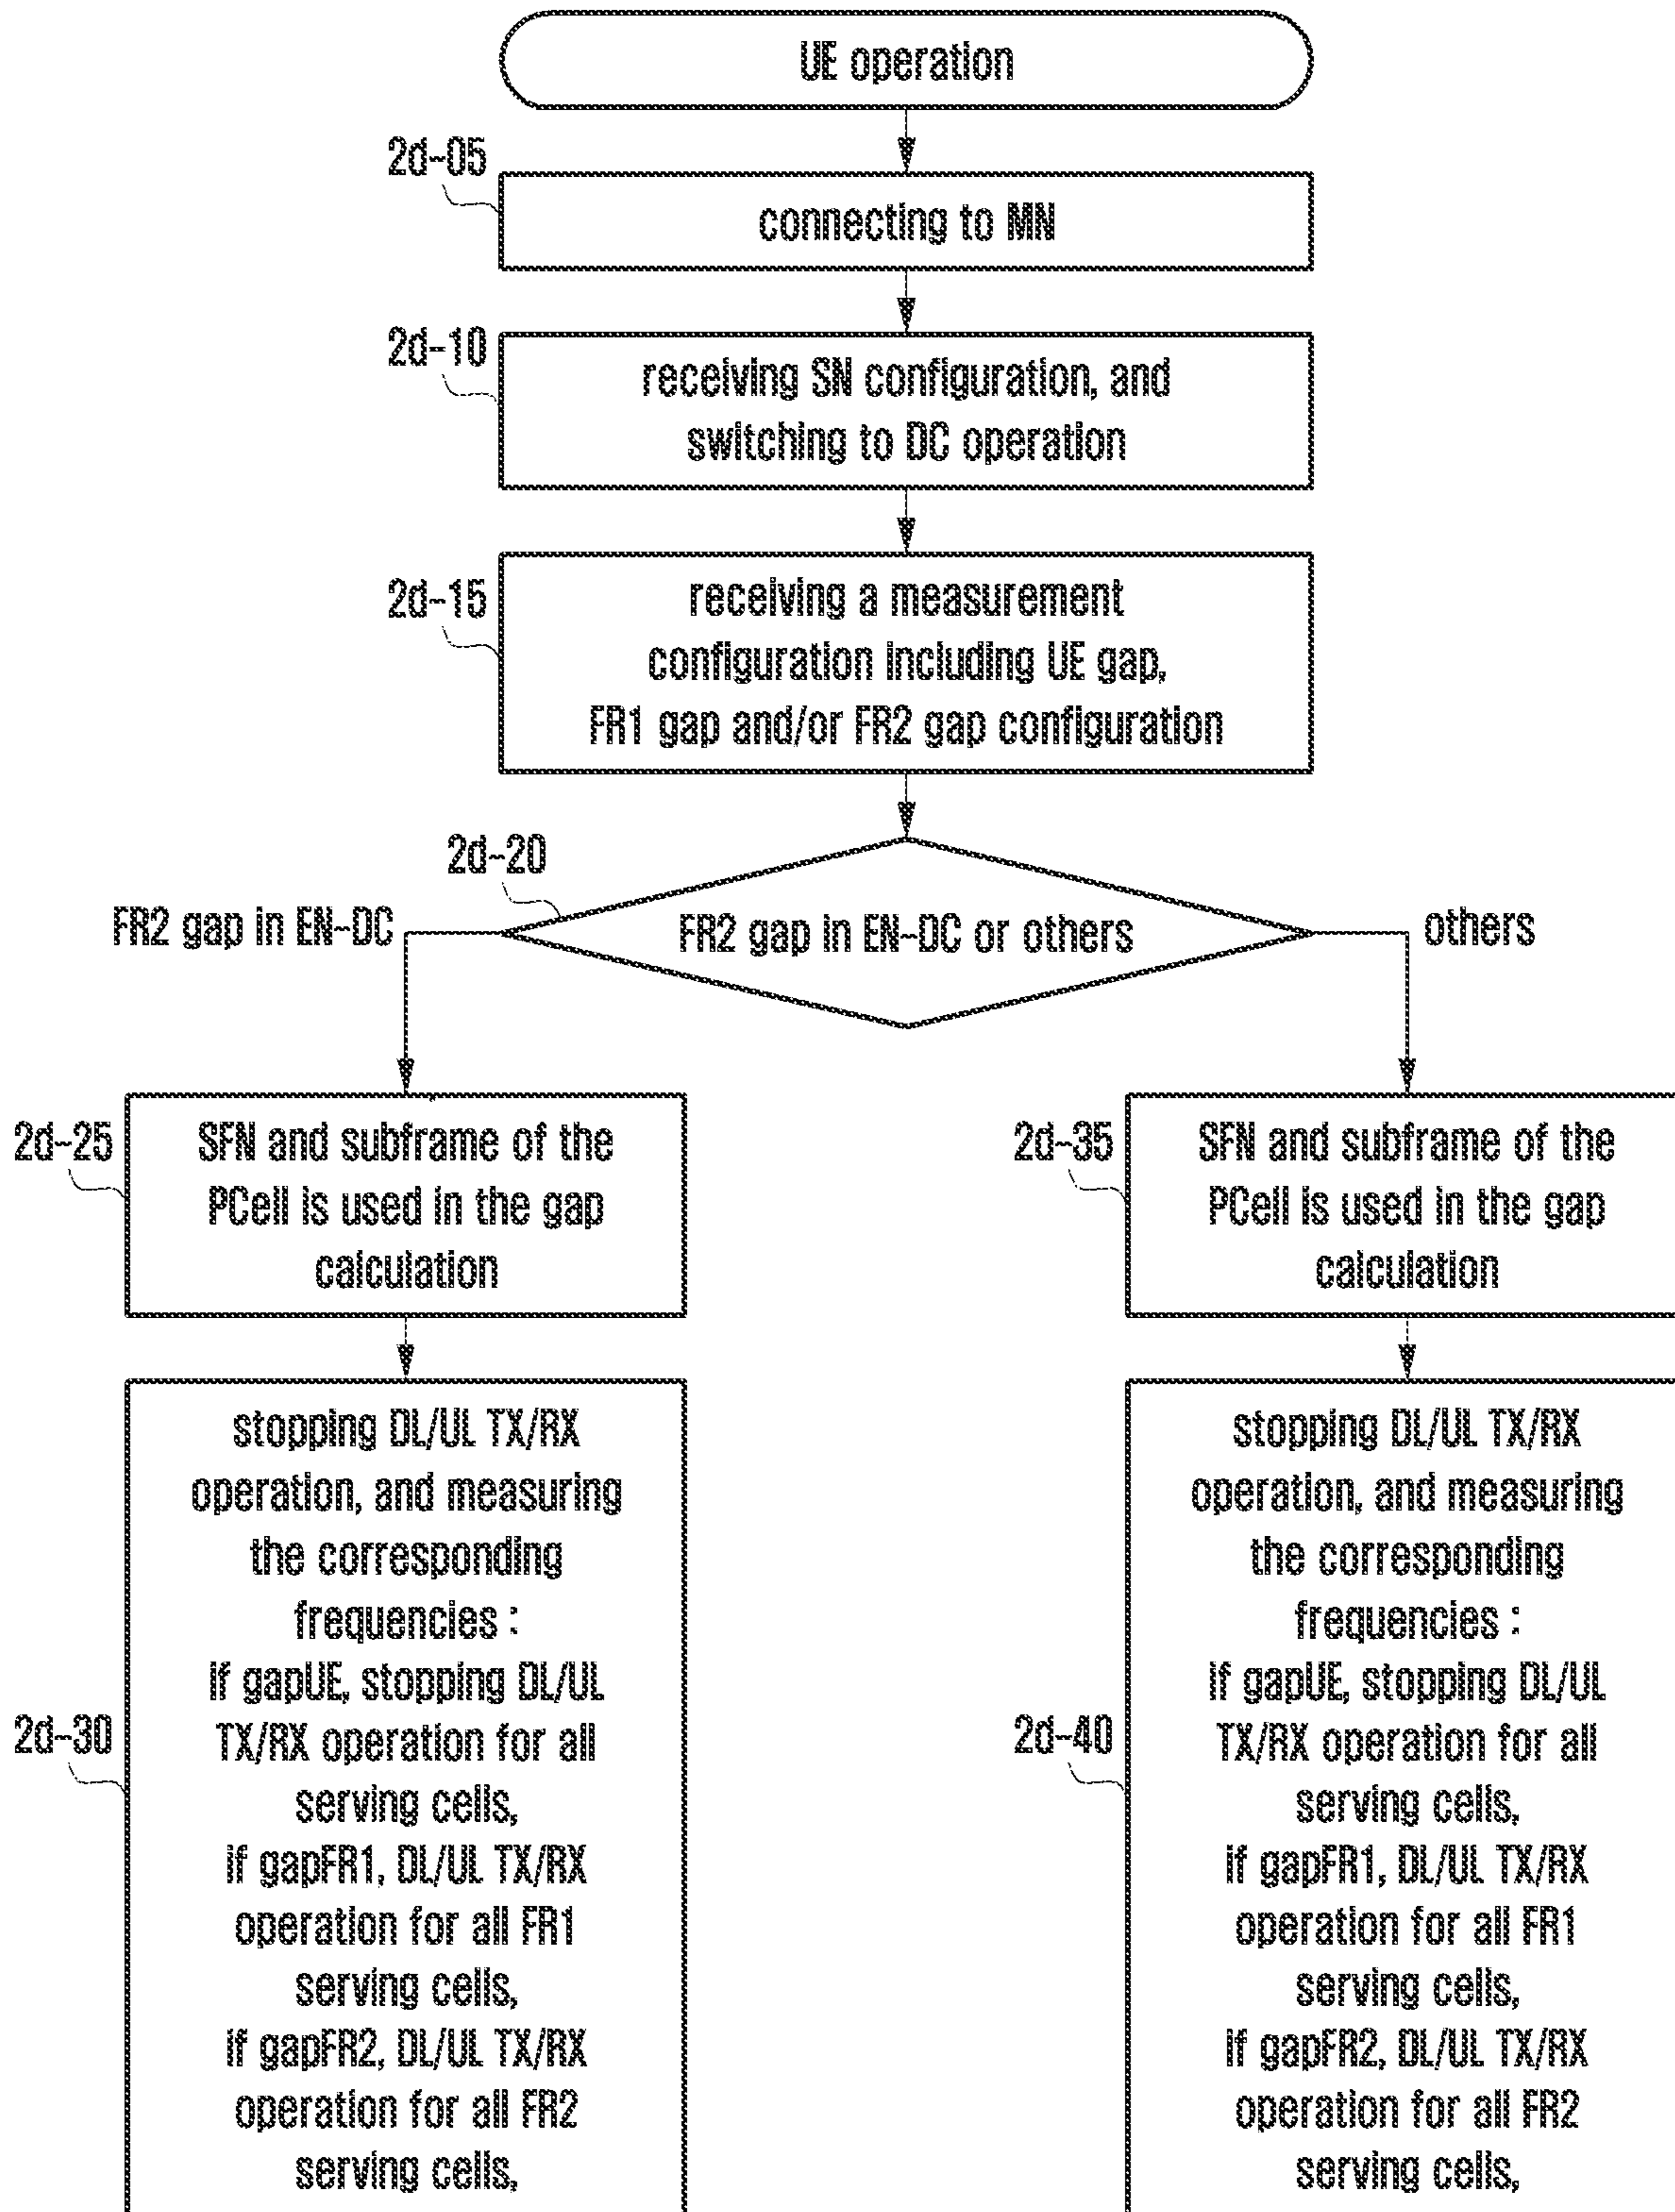 UE operation
2d-05
connecting to MN
2d-10
receiving SN configuration, and
switching to DC operation
2d-15
receiving a measurement
configuration including UE gap,
FR1 gap and/or FR2 gap configuration
2d-20
FR2 gap in EN-DC
FR2 gap in EN-DC or others
others
2d-25
SFN and subframe of the
PCell is used in the gap
calculation
2d-35
SFN and subframe of the
PCell is used in the gap
calculation
2d-30
stopping DL/UL TX/RX
operation, and measuring
the corresponding
frequencies :
if gapUE, stopping DL/UL
TX/RX operation for all
serving cells,
if gapFR1, DL/UL TX/RX
operation for all FR1
serving cells,
if gapFR2, DL/UL TX/RX
operation for all FR2
serving cells,
2d-40
stopping DL/UL TX/RX
operation, and measuring
the corresponding
frequencies :
if gapUE, stopping DL/UL
TX/RX operation for all
serving cells,
if gapFR1, DL/UL TX/RX
operation for all FR1
serving cells,
if gapFR2, DL/UL TX/RX
operation for all FR2
serving cells,